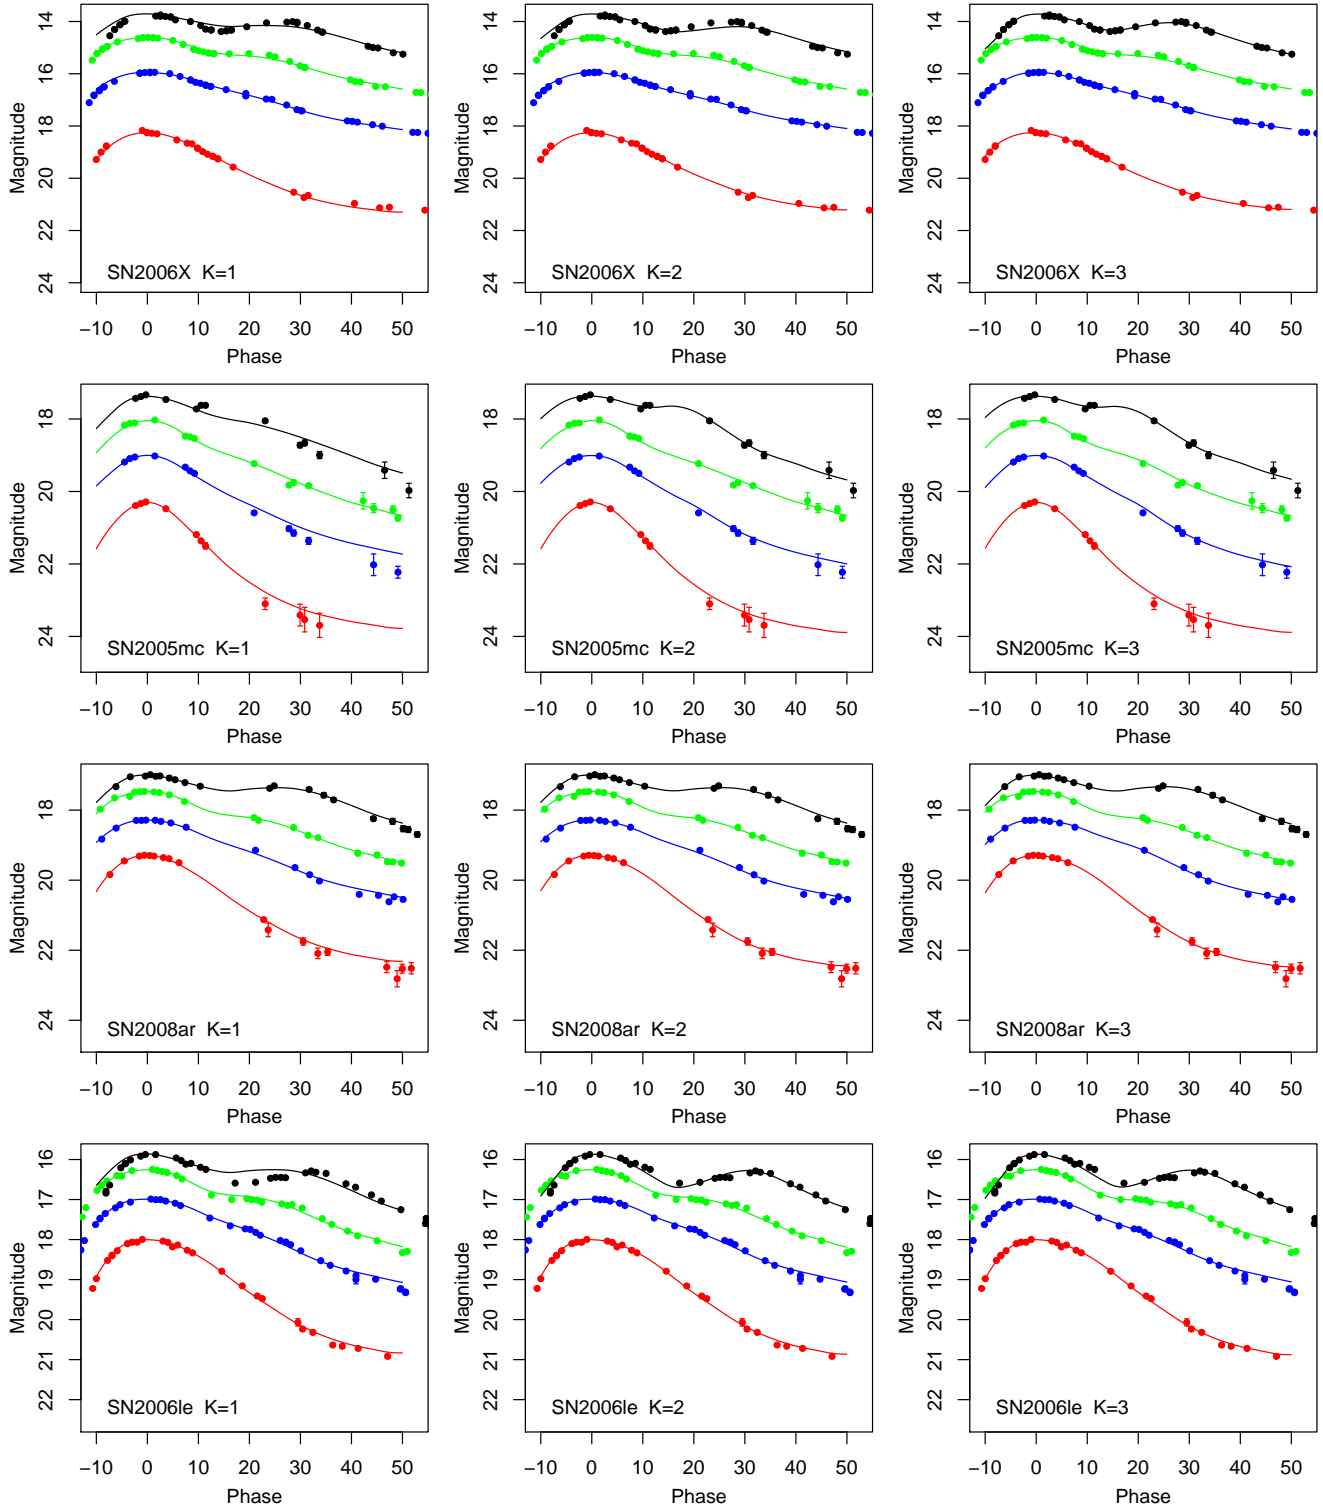 Magnitude
14
16
18
20
22
24
SN2006X K=1
−10 0 10 20 30 40 50
Phase
Magnitude
14
16
18
20
22
24
SN2006X K=2
−10 0 10 20 30 40 50
Phase
Magnitude
14
16
18
20
22
24
SN2006X K=3
−10 0 10 20 30 40 50
Phase
Magnitude
18
20
22
24
SN2005mc K=1
−10 0 10 20 30 40 50
Phase
Magnitude
18
20
22
24
SN2005mc K=2
−10 0 10 20 30 40 50
Phase
Magnitude
18
20
22
24
SN2005mc K=3
−10 0 10 20 30 40 50
Phase
Magnitude
18
20
22
24
SN2008ar K=1
−10 0 10 20 30 40 50
Phase
Magnitude
18
20
22
24
SN2008ar K=2
−10 0 10 20 30 40 50
Phase
Magnitude
18
20
22
24
SN2008ar K=3
−10 0 10 20 30 40 50
Phase
Magnitude
16
17
18
19
20
21
22
SN2006le K=1
−10 0 10 20 30 40 50
Phase
Magnitude
16
17
18
19
20
21
22
SN2006le K=2
−10 0 10 20 30 40 50
Phase
Magnitude
16
17
18
19
20
21
22
SN2006le K=3
−10 0 10 20 30 40 50
Phase